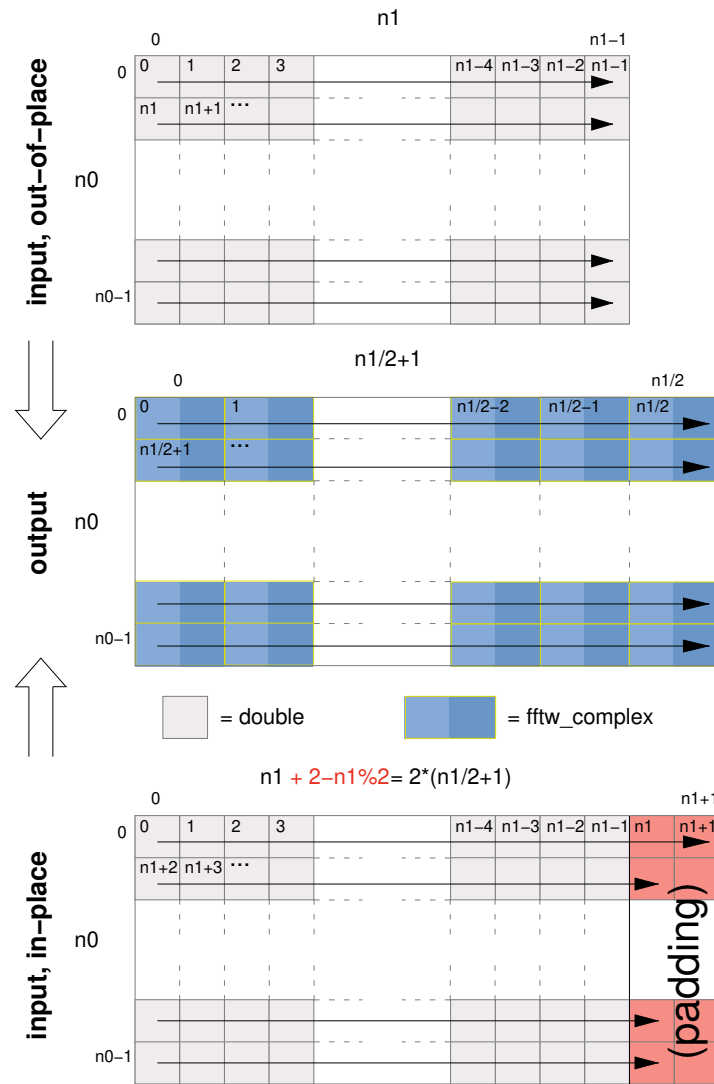 n1
0 n1−1
0
0 1 2 3 n1−4 n1−3 n1−2 n1−1
n1 n1+1 ...
n0
n0−1
input, out−of−place
n1/2+1
0 n1/2
0
0 1 n1/2−2 n1/2−1 n1/2
n1/2+1 ...
n0
n0−1
output
= double = fftw_complex
n1 + 2−n1%2= 2*(n1/2+1)
0 n1+1
0
0 1 2 3 n1−4 n1−3 n1−2 n1−1 n1 n1+1
n1+2 n1+3 ...
n0
n0−1
input, in−place
(padding)